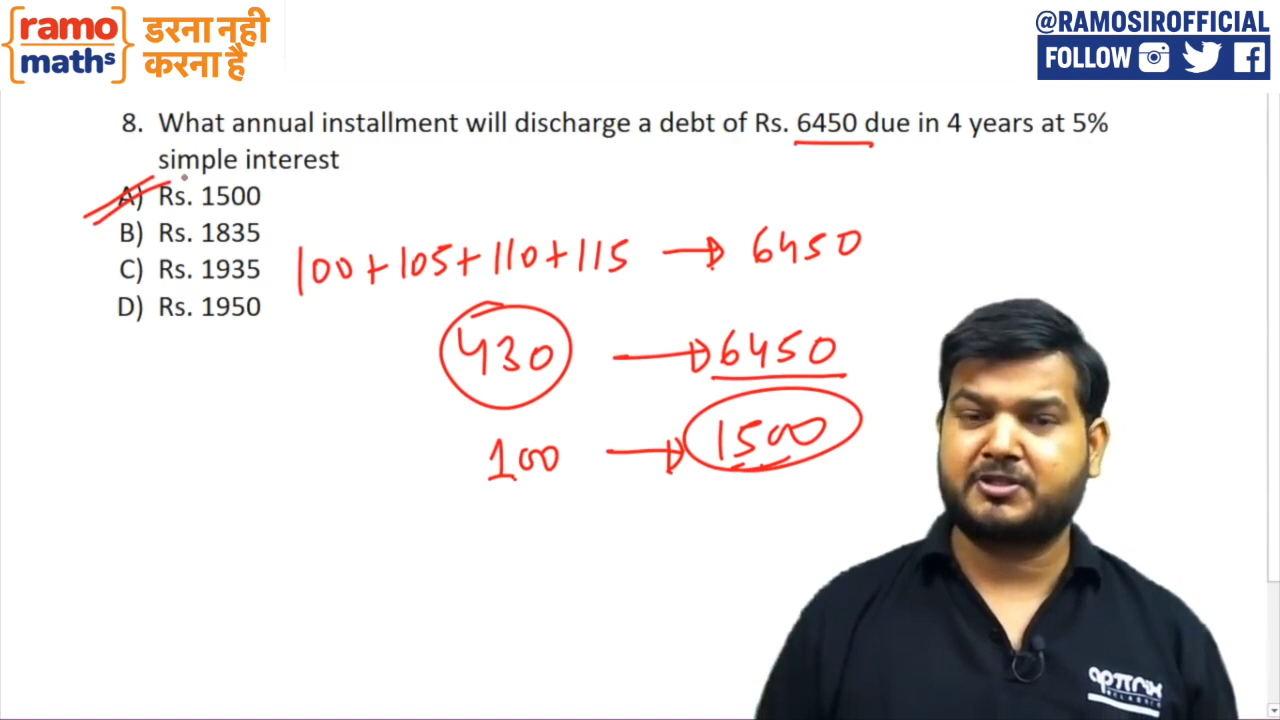 ramo
maths
डरना नही
करना है
@RAMOSIROFFICIAL
FOLLOW
8. What annual installment will discharge a debt of Rs. 6450 due in 4 years at 5%
simple interest
A) Rs. 1500
B) Rs. 1835
C) Rs. 1935
D) Rs. 1950
100+105+110+115 → 6450
430 → 6450
100 → 1500
apttrix
CLASSES